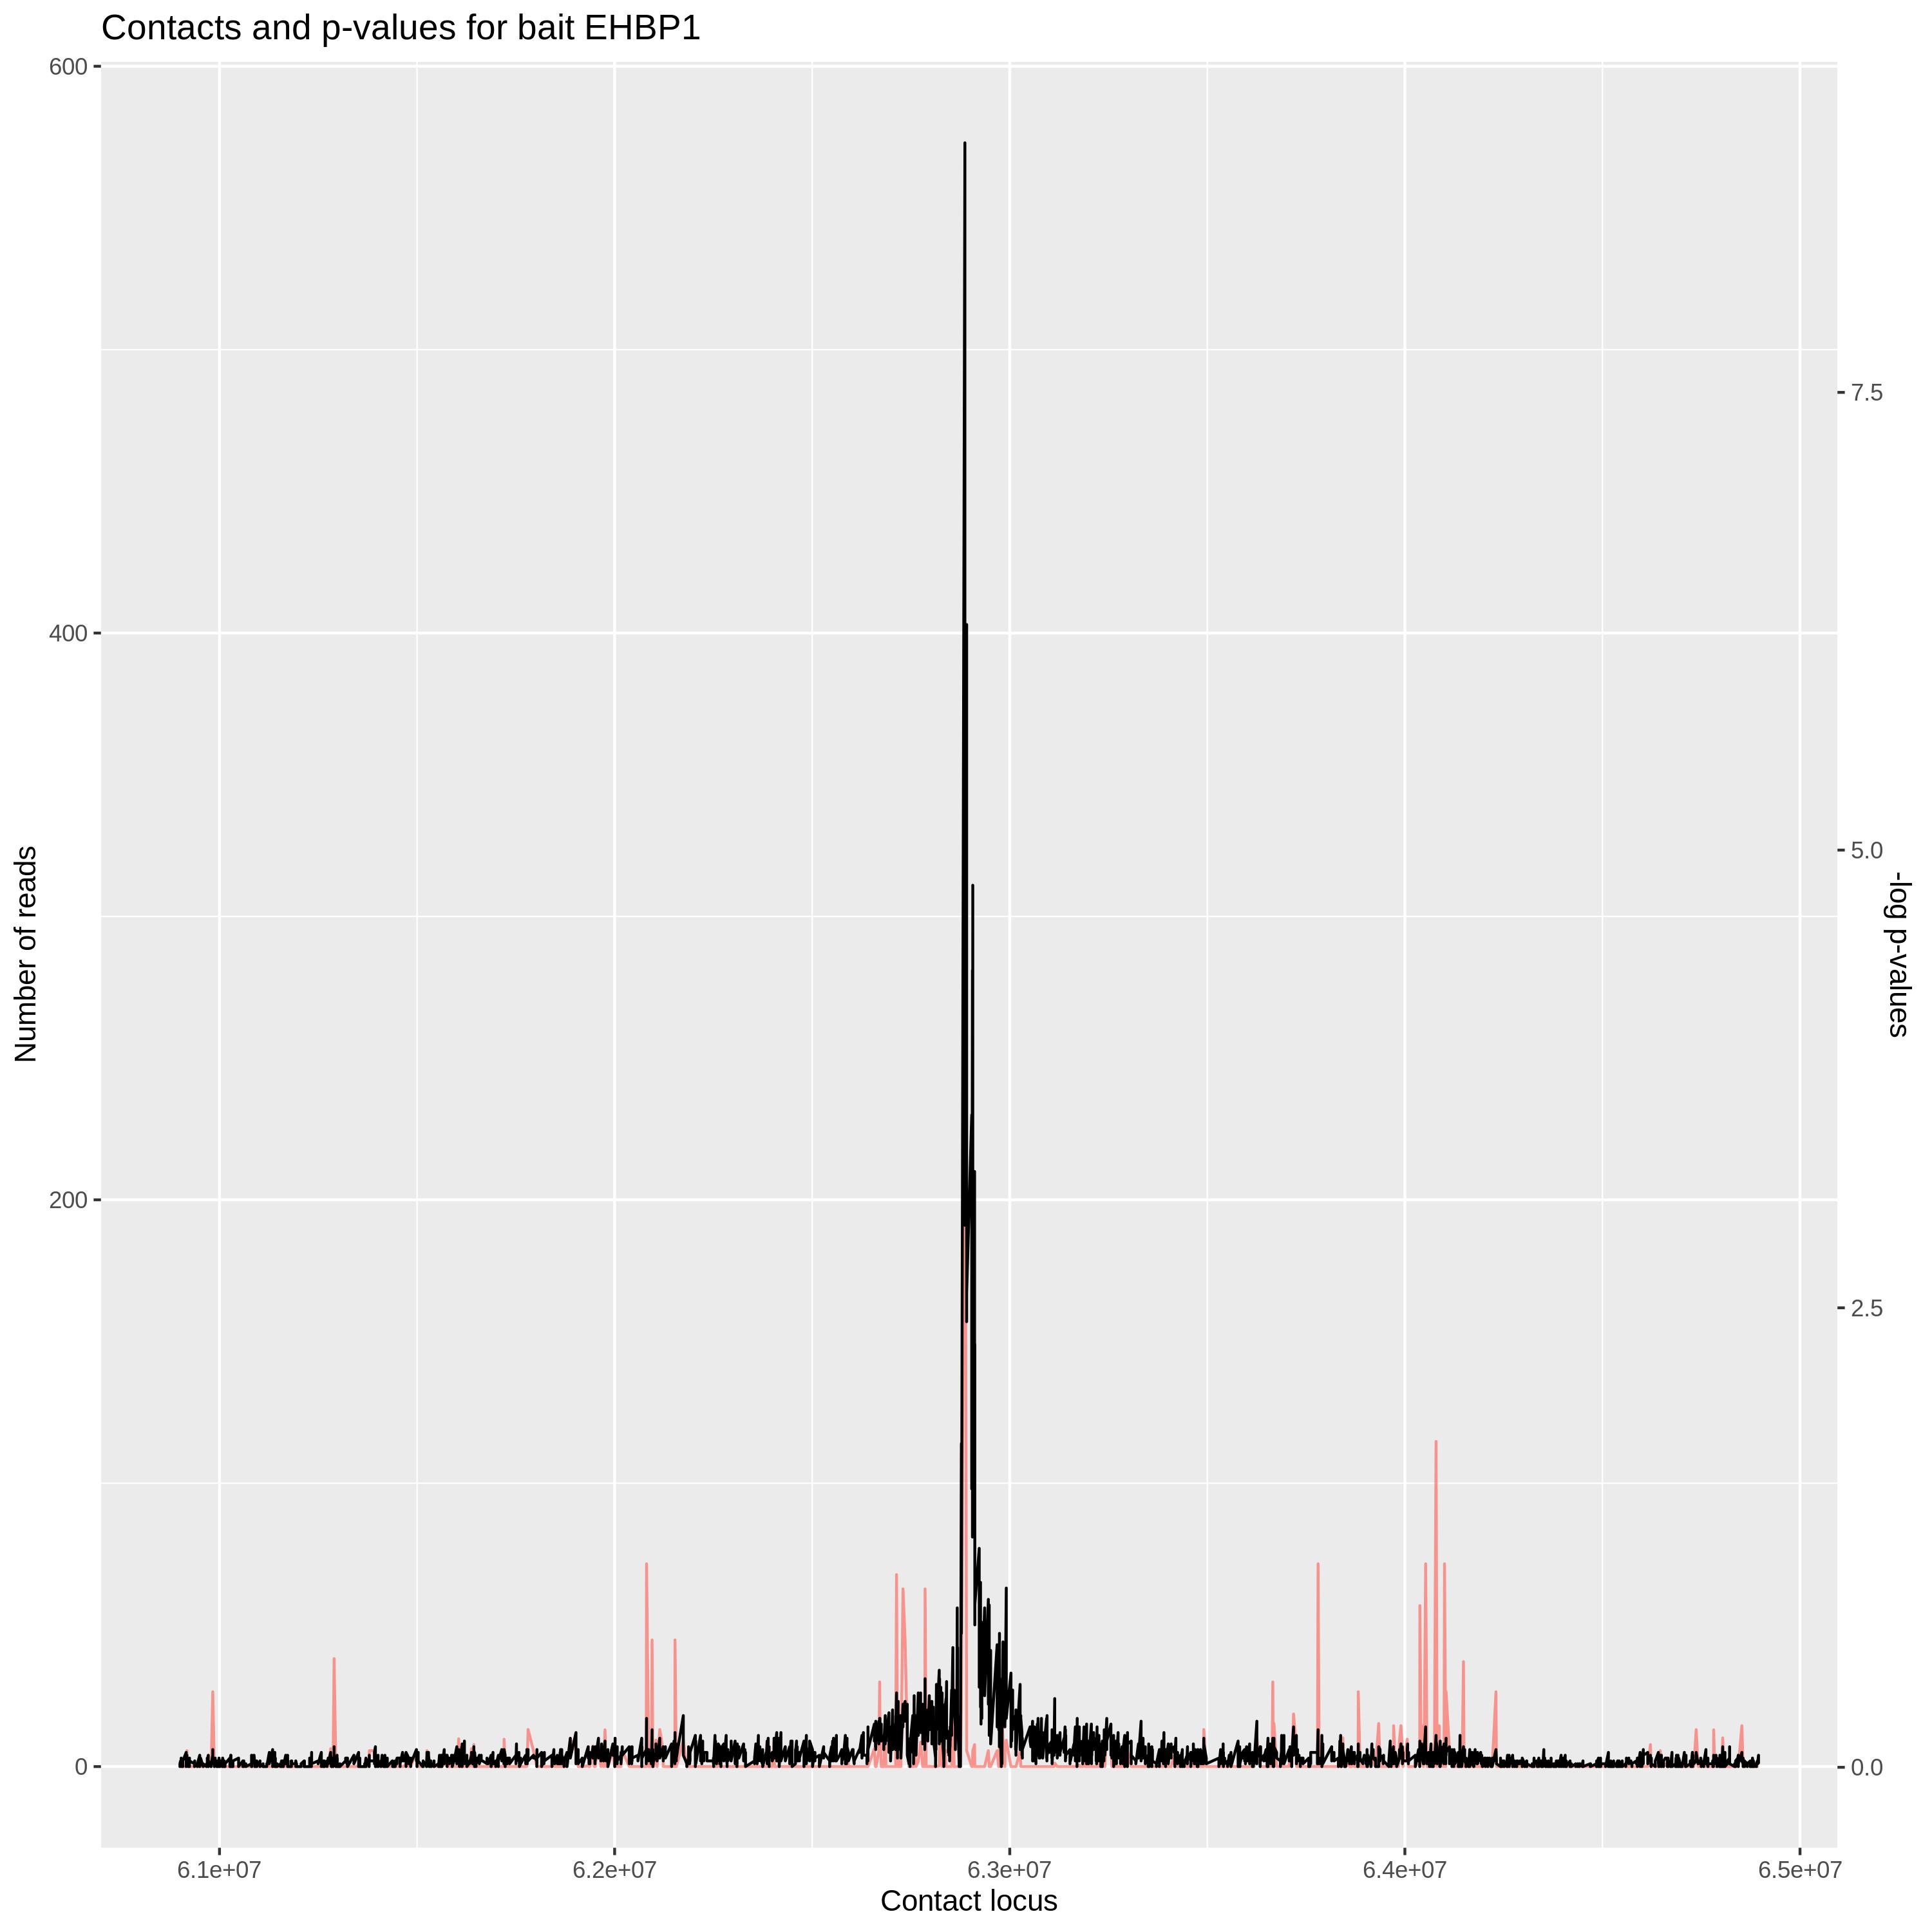 Contacts and p-values for bait EHBP1
600
400
200
0
Number of reads
7.5
5.0
2.5
0.0
-log p-values
6.1e+07 6.2e+07 6.3e+07 6.4e+07 6.5e+07
Contact locus